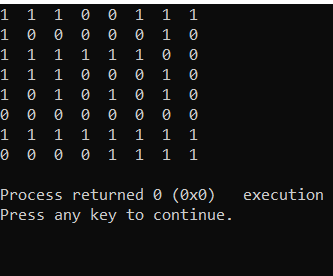 1 1 1 0 0 1 1 1
1 0 0 0 0 0 1 0
1 1 1 1 1 1 0 0
1 1 1 0 0 0 1 0
1 0 1 0 1 0 1 0
0 0 0 0 0 0 0 0
1 1 1 1 1 1 1 1
0 0 0 0 1 1 1 1
Process returned 0 (0x0)   execution
Press any key to continue.